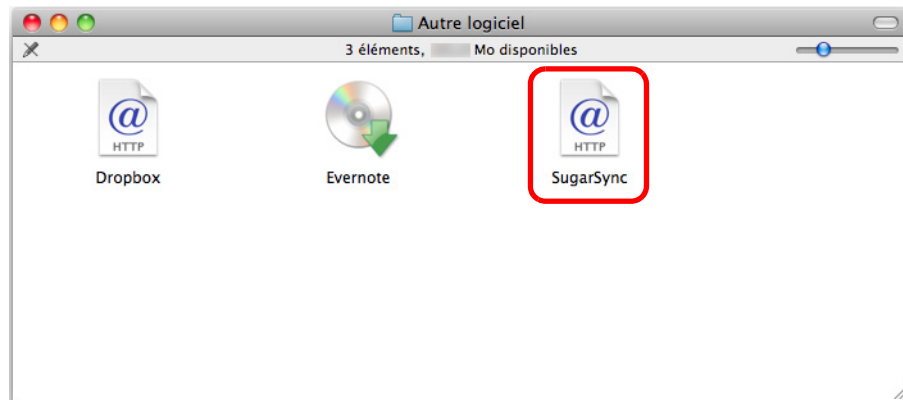 Autre logiciel
3 éléments, Mo disponibles
@ @
HTTP HTTP
Dropbox Evernote SugarSync